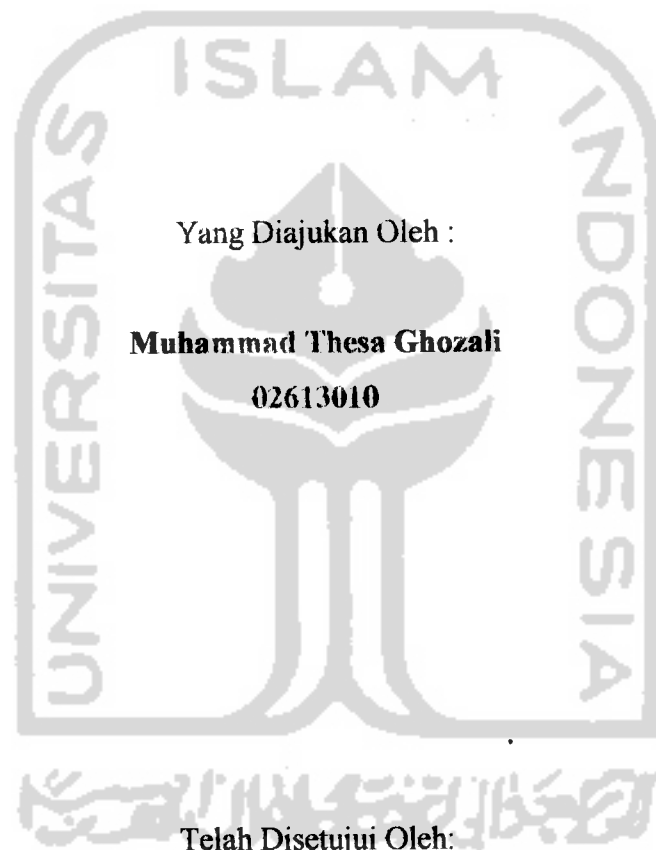 UNIVERSITAS ISLAM INDONESIA
Yang Diajukan Oleh :
Muhammad Thesa Ghozali
02613010
Telah Disetujui Oleh: